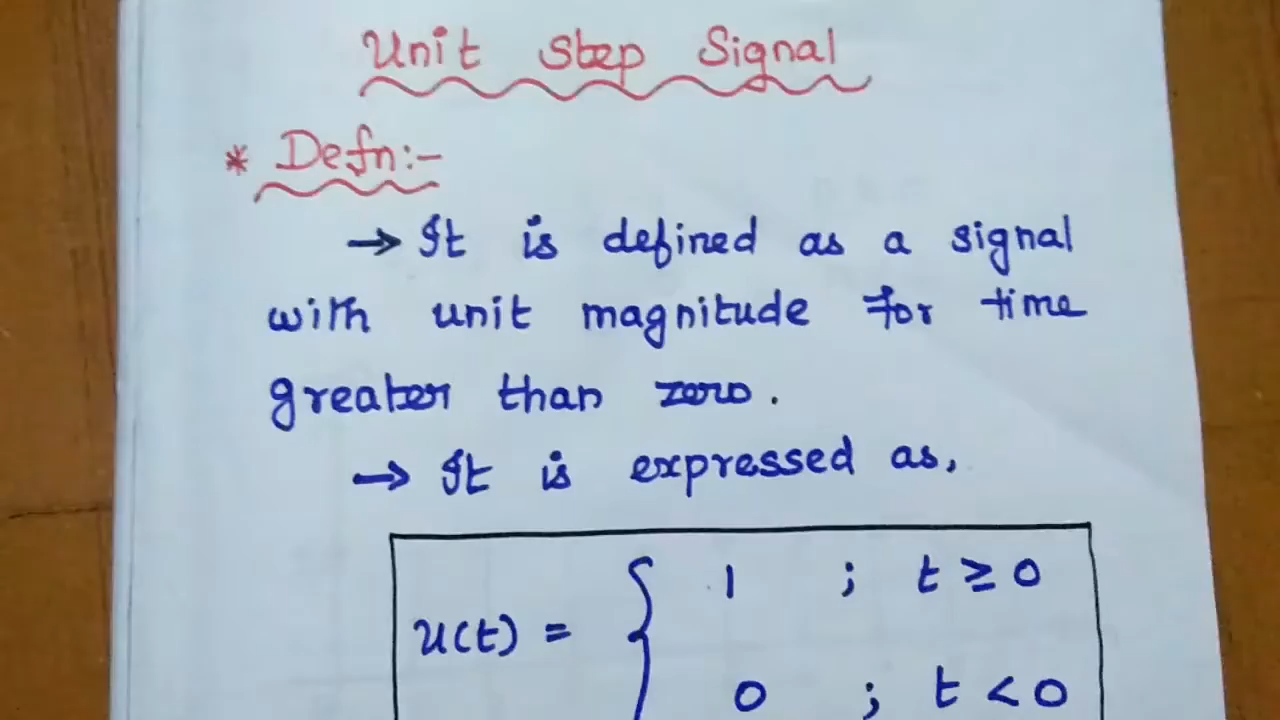 Unit Step Signal
* Defn:-
→ It is defined as a signal
with unit magnitude for time
greater than zero.
→ It is expressed as,
u(t) = { 1 ; t ≥ 0
0 ; t < 0